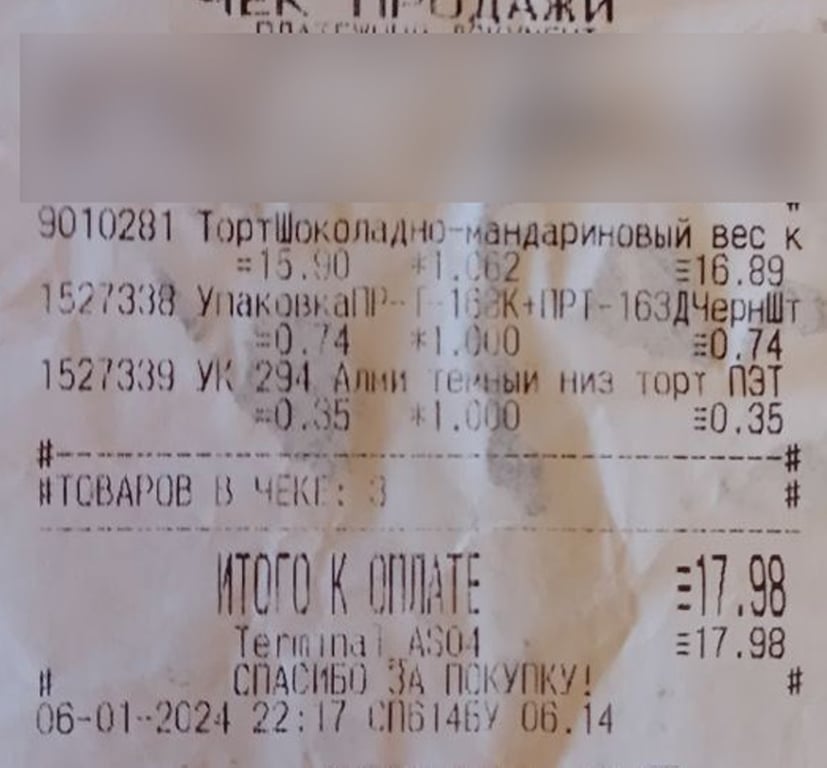 ЧЕК ПРОДАЖИ
ПЛАТЕЖНЫЙ ДОКУМЕНТ
#
9010281 ТортШоколадно-мандариновый вес к
=15.90 *1.062 ≡16.89
1527338 УпаковкаПР-Т-163К+ПРТ-163ДЧернШт
=0.74 *1.000 ≡0.74
1527339 УК 294 Алми темный низ торт ПЭТ
=0.35 *1.000 ≡0.35
#--------------------------------------#
#ТОВАРОВ В ЧЕКЕ: 3 #
----------------------------------------
ИТОГО К ОПЛАТЕ ≡17.98
Terminal AS04 ≡17.98
# СПАСИБО ЗА ПОКУПКУ! #
06-01-2024 22:17 СП614БУ 06.14